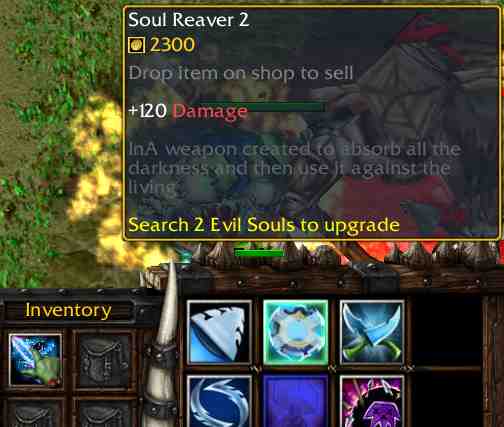 Soul Reaver 2
2300
Drop item on shop to sell
+120 Damage
InA weapon created to absorb all the
darkness and then use it against the
living
Search 2 Evil Souls to upgrade
Inventory